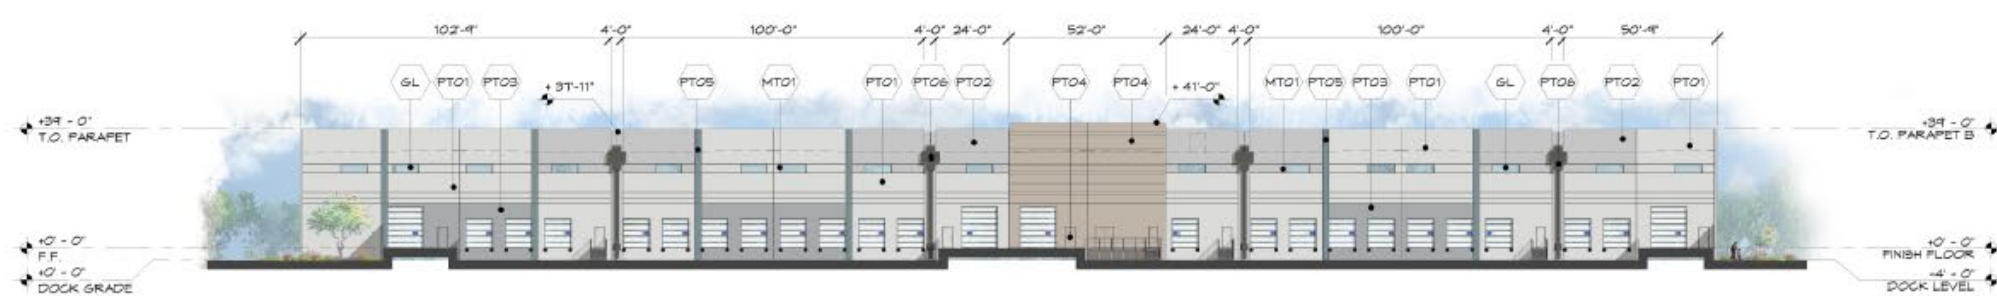 102'-9" 4'-0" 100'-0" 4'-0" 24'-0" 52'-0" 24'-0" 4'-0" 100'-0" 4'-0" 50'-9"
GL PT01 PT03 PT05 MT01 PT01 PT06 PT02 PT04 PT04 MT01 PT05 PT03 PT01 GL PT06 PT02 PT01
+ 37'-11" + 41'-0"
+39' - 0" +39' - 0"
T.O. PARAPET T.O. PARAPET B
+0' - 0" +0' - 0"
F.F. FINISH FLOOR
+0' - 0" -4' - 0"
DOCK GRADE DOCK LEVEL